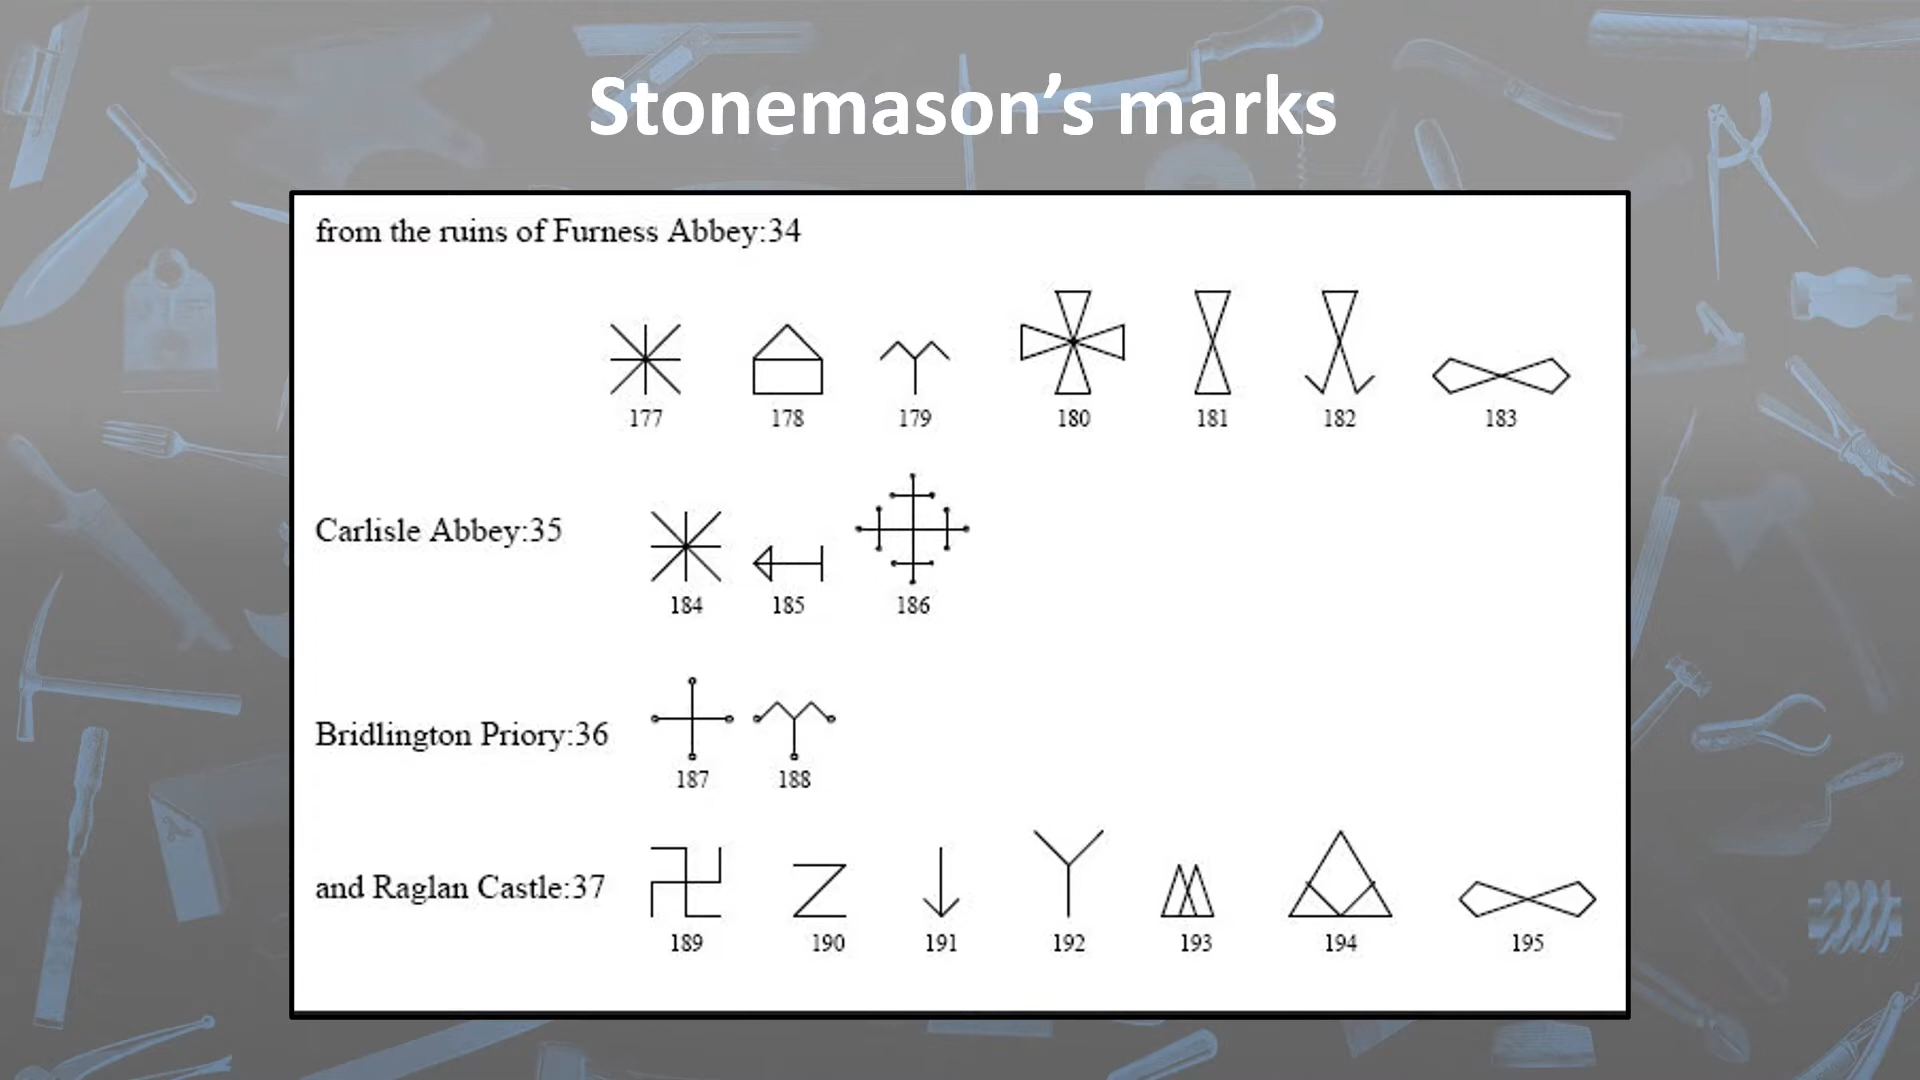 Stonemason’s marks
from the ruins of Furness Abbey:34
177 178 179 180 181 182 183
Carlisle Abbey:35
184 185 186
Bridlington Priory:36
187 188
and Raglan Castle:37
189 190 191 192 193 194 195